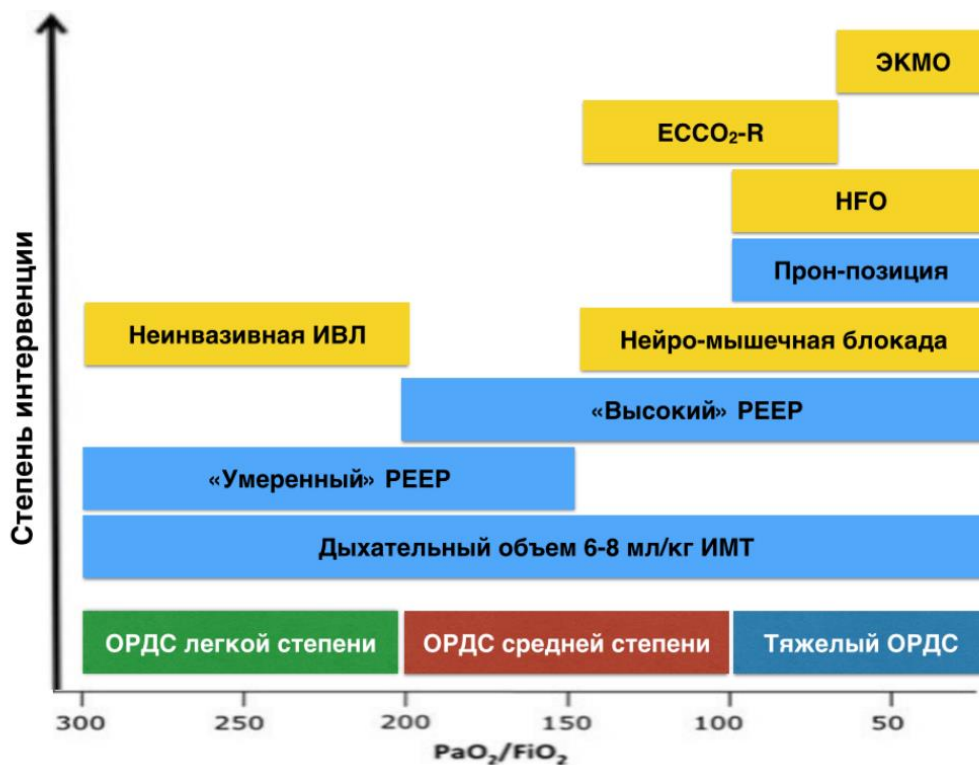 ЭКМО
ECCO₂-R
HFO
Прон-позиция
Неинвазивная ИВЛ
Нейро-мышечная блокада
«Высокий» PEEP
«Умеренный» PEEP
Дыхательный объем 6-8 мл/кг ИМТ
ОРДС легкой степени
ОРДС средней степени
Тяжелый ОРДС
Степень интервенции
300
250
200
150
100
50
PaO₂/FiO₂